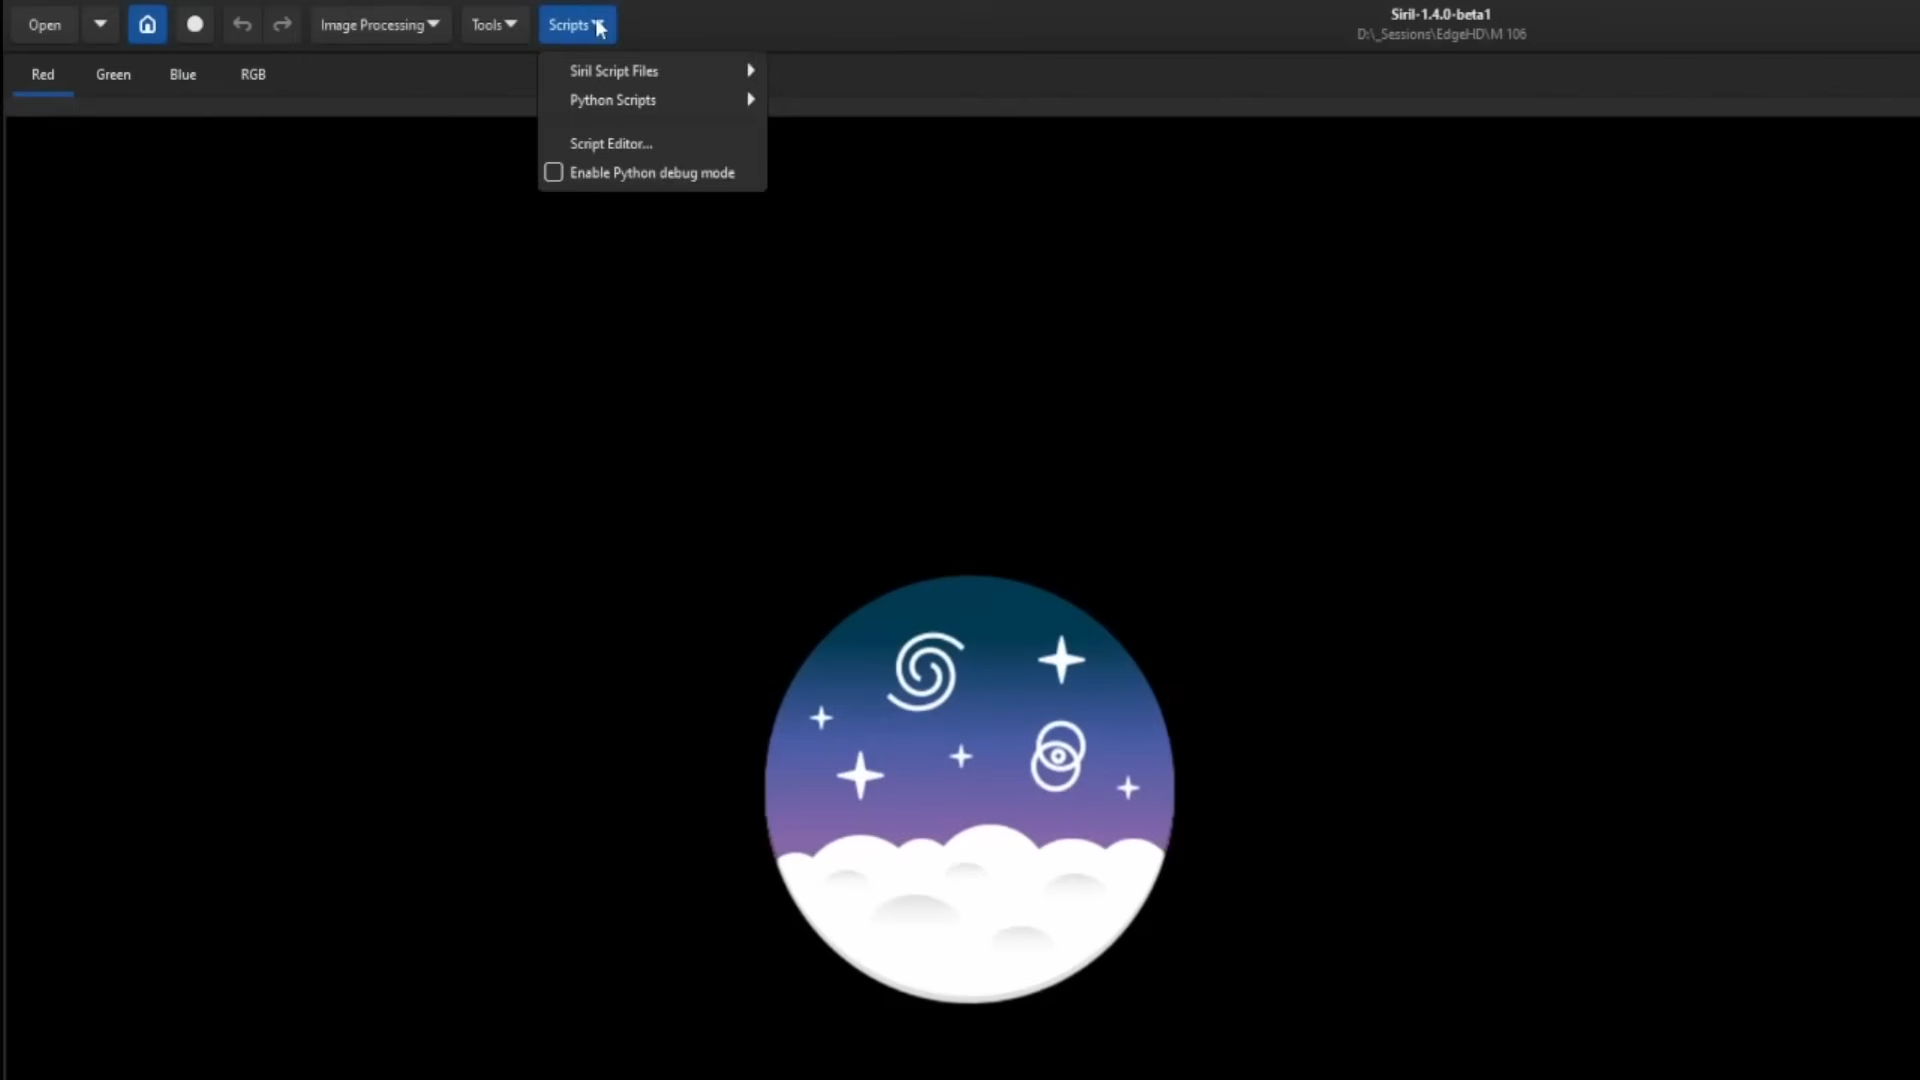 Open
Image Processing
Tools
Scripts
Siril-1.4.0-beta1
D:\_Sessions\EdgeHD\M 106
Red
Green
Blue
RGB
Siril Script Files
Python Scripts
Script Editor...
Enable Python debug mode